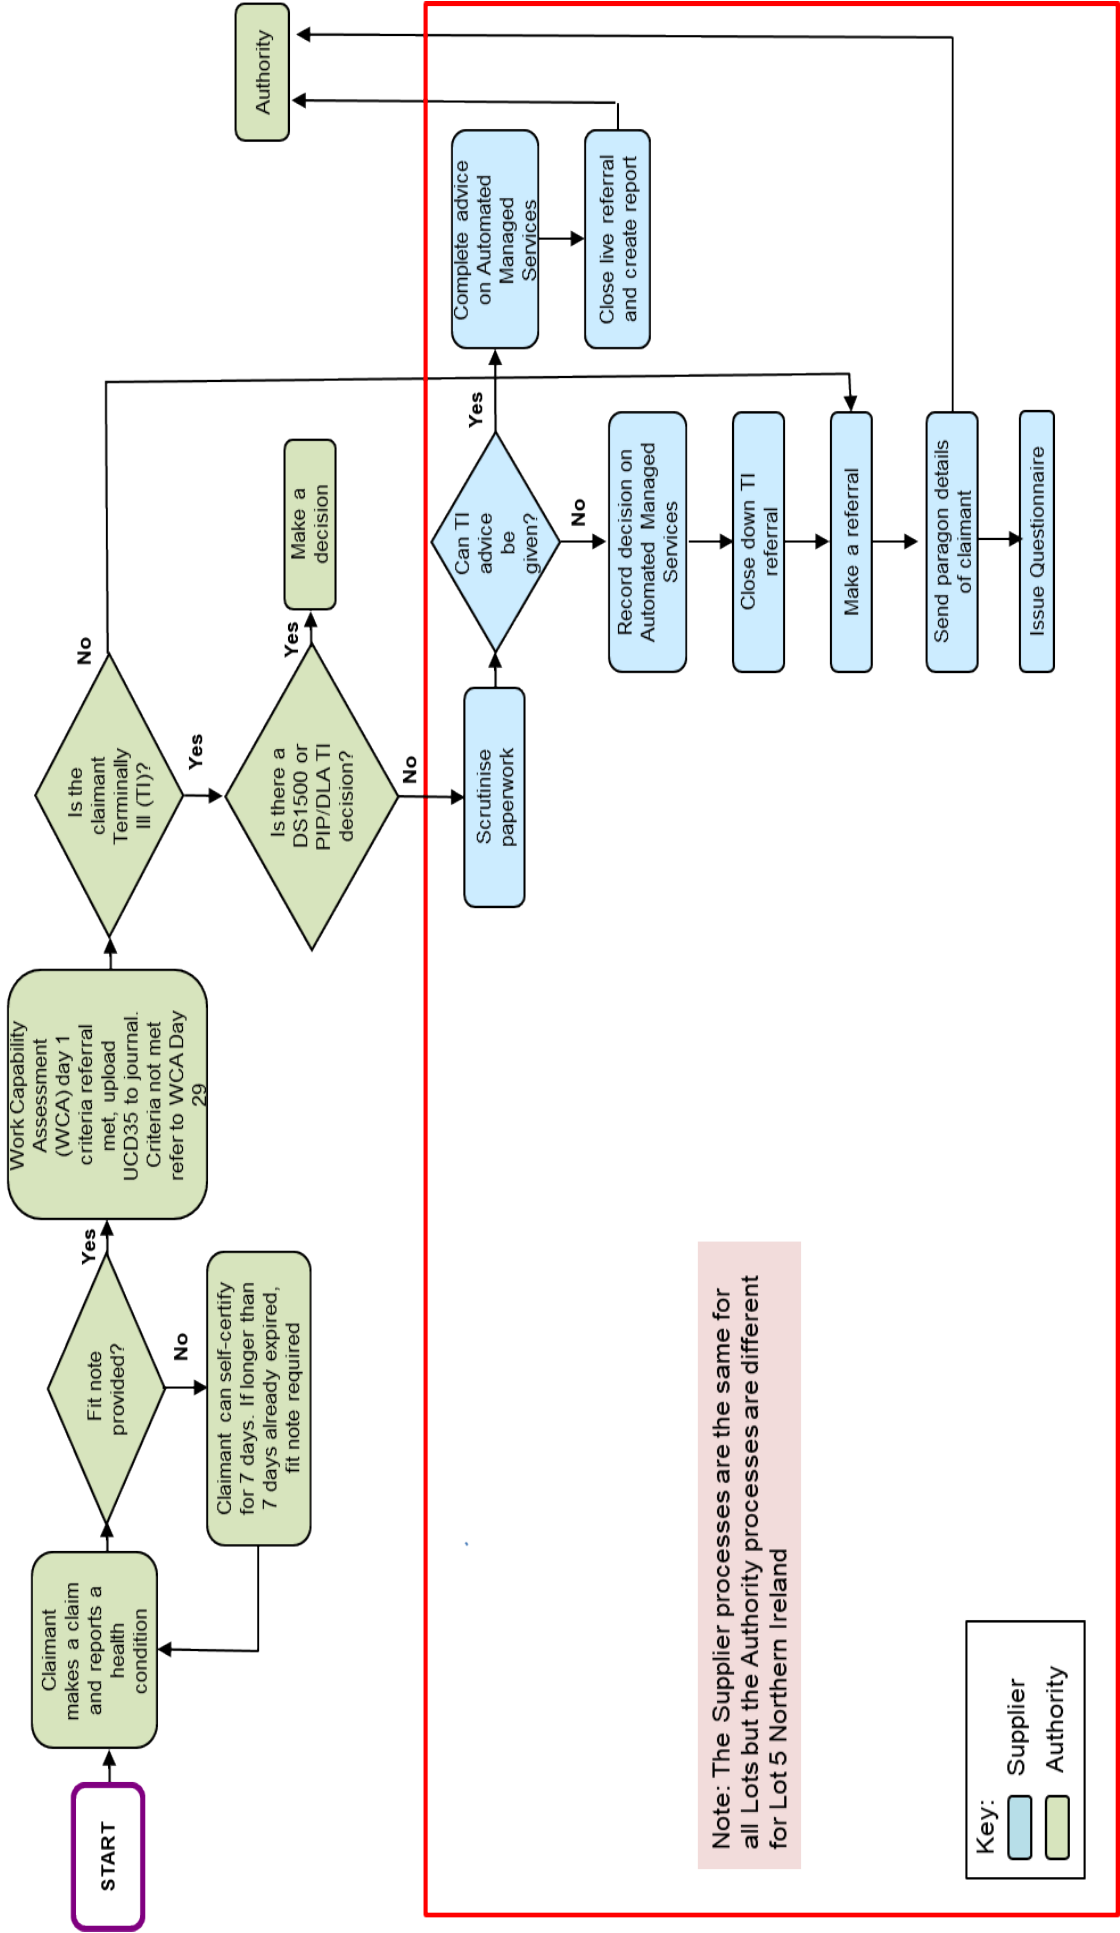 START
Claimant
makes a claim
and reports a
health
condition
Fit note
provided?
Yes
No
Claimant can self-certify
for 7 days. If longer than
7 days already expired,
fit note required
Work Capability
Assessment
(WCA) day 1
criteria referral
met, upload
UCD35 to journal.
Criteria not met
refer to WCA Day
29
Is the
claimant
Terminally
Ill (TI)?
No
Yes
Is there a
DS1500 or
PIP/DLA TI
decision?
Yes
No
Make a
decision
Authority
Scrutinise
paperwork
Can TI
advice
be
given?
Yes
No
Complete advice
on Automated
Managed
Services
Close live referral
and create report
Record decision on
Automated Managed
Services
Close down TI
referral
Make a referral
Send paragon details
of claimant
Issue Questionnaire
Note: The Supplier processes are the same for
all Lots but the Authority processes are different
for Lot 5 Northern Ireland
Key:
Supplier
Authority